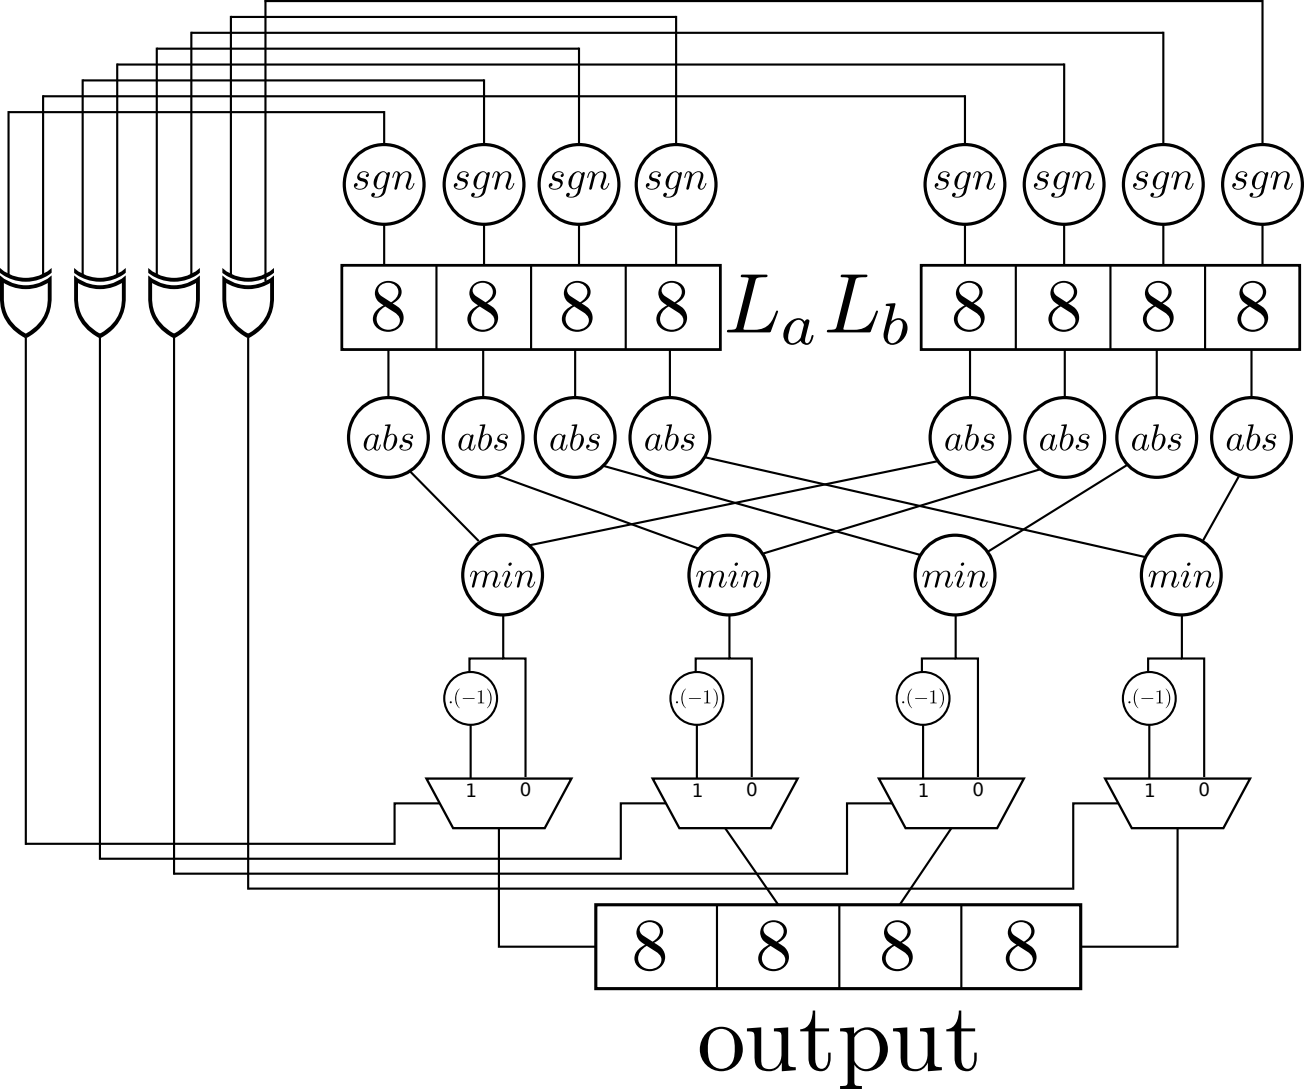 sgn sgn sgn sgn sgn sgn sgn sgn
8 8 8 8 L_a L_b 8 8 8 8
abs abs abs abs abs abs abs abs
min min min min
.(−1) .(−1) .(−1) .(−1)
1 0 1 0 1 0 1 0
8 8 8 8
output